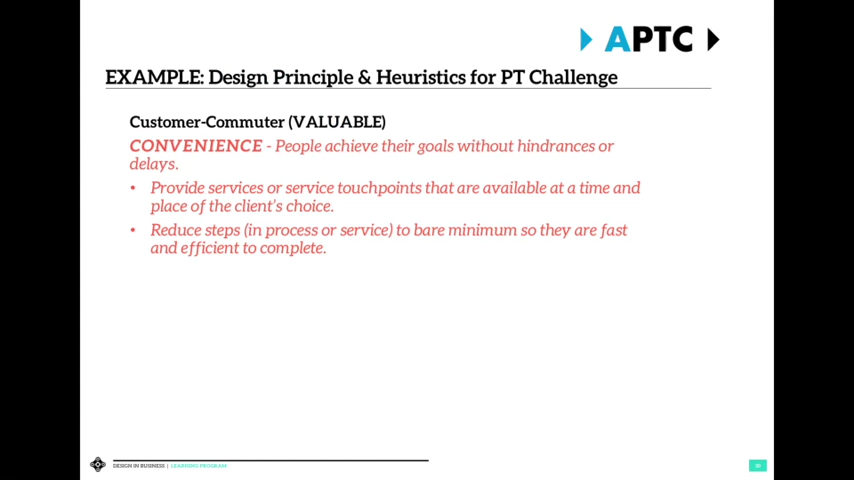 APTC
EXAMPLE: Design Principle & Heuristics for PT Challenge
Customer-Commuter (VALUABLE)
CONVENIENCE - People achieve their goals without hindrances or
delays.
• Provide services or service touchpoints that are available at a time and
place of the client's choice.
• Reduce steps (in process or service) to bare minimum so they are fast
and efficient to complete.
DESIGN IN BUSINESS | LEARNING PROGRAM